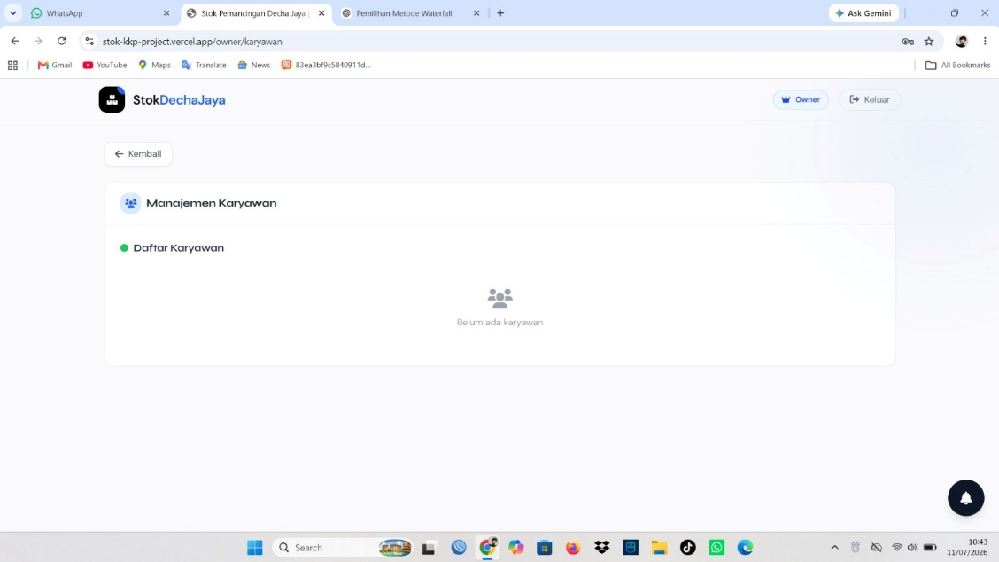 WhatsApp
Stok Pemancingan Decha Jaya |
Pemilihan Metode Waterfall
Ask Gemini
stok-kkp-project.vercel.app/owner/karyawan
Gmail
YouTube
Maps
Translate
News
83ea3bf9c5840911d...
All Bookmarks
StokDechaJaya
Owner
Keluar
Kembali
Manajemen Karyawan
Daftar Karyawan
Belum ada karyawan
Search
10:43
11/07/2026